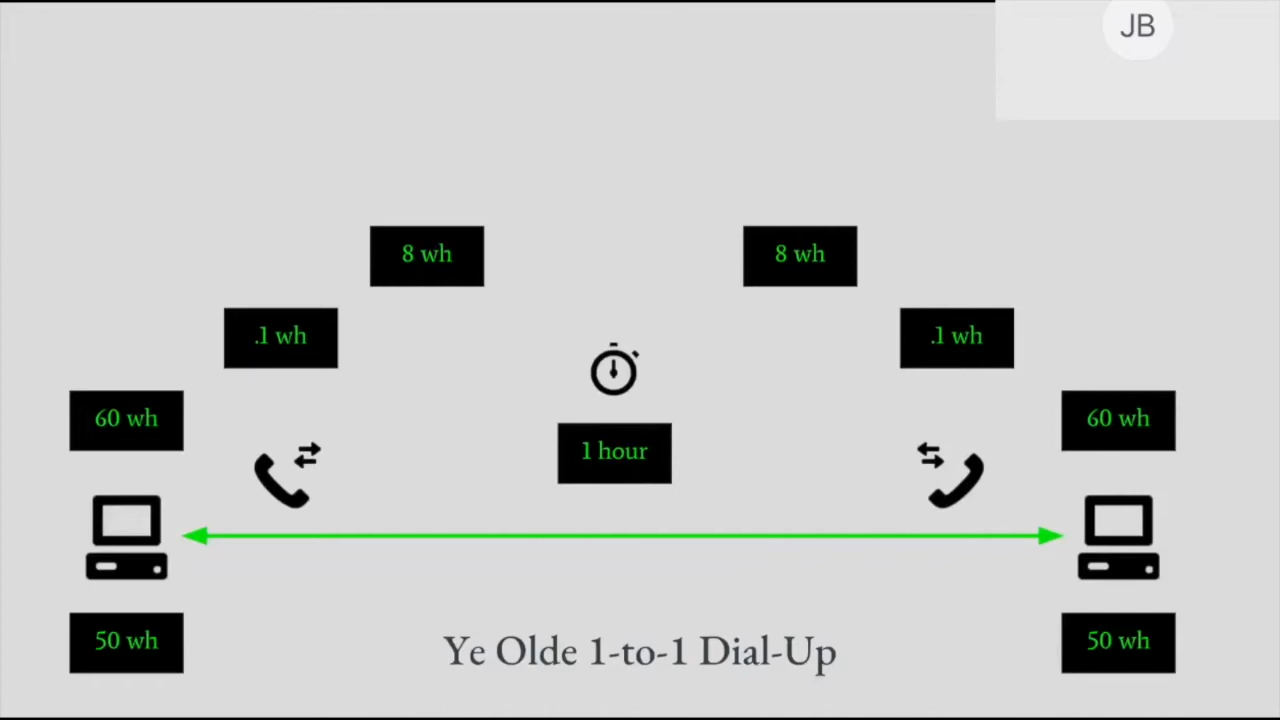 JB
8 wh
8 wh
.1 wh
.1 wh
60 wh
60 wh
1 hour
50 wh
Ye Olde 1-to-1 Dial-Up
50 wh